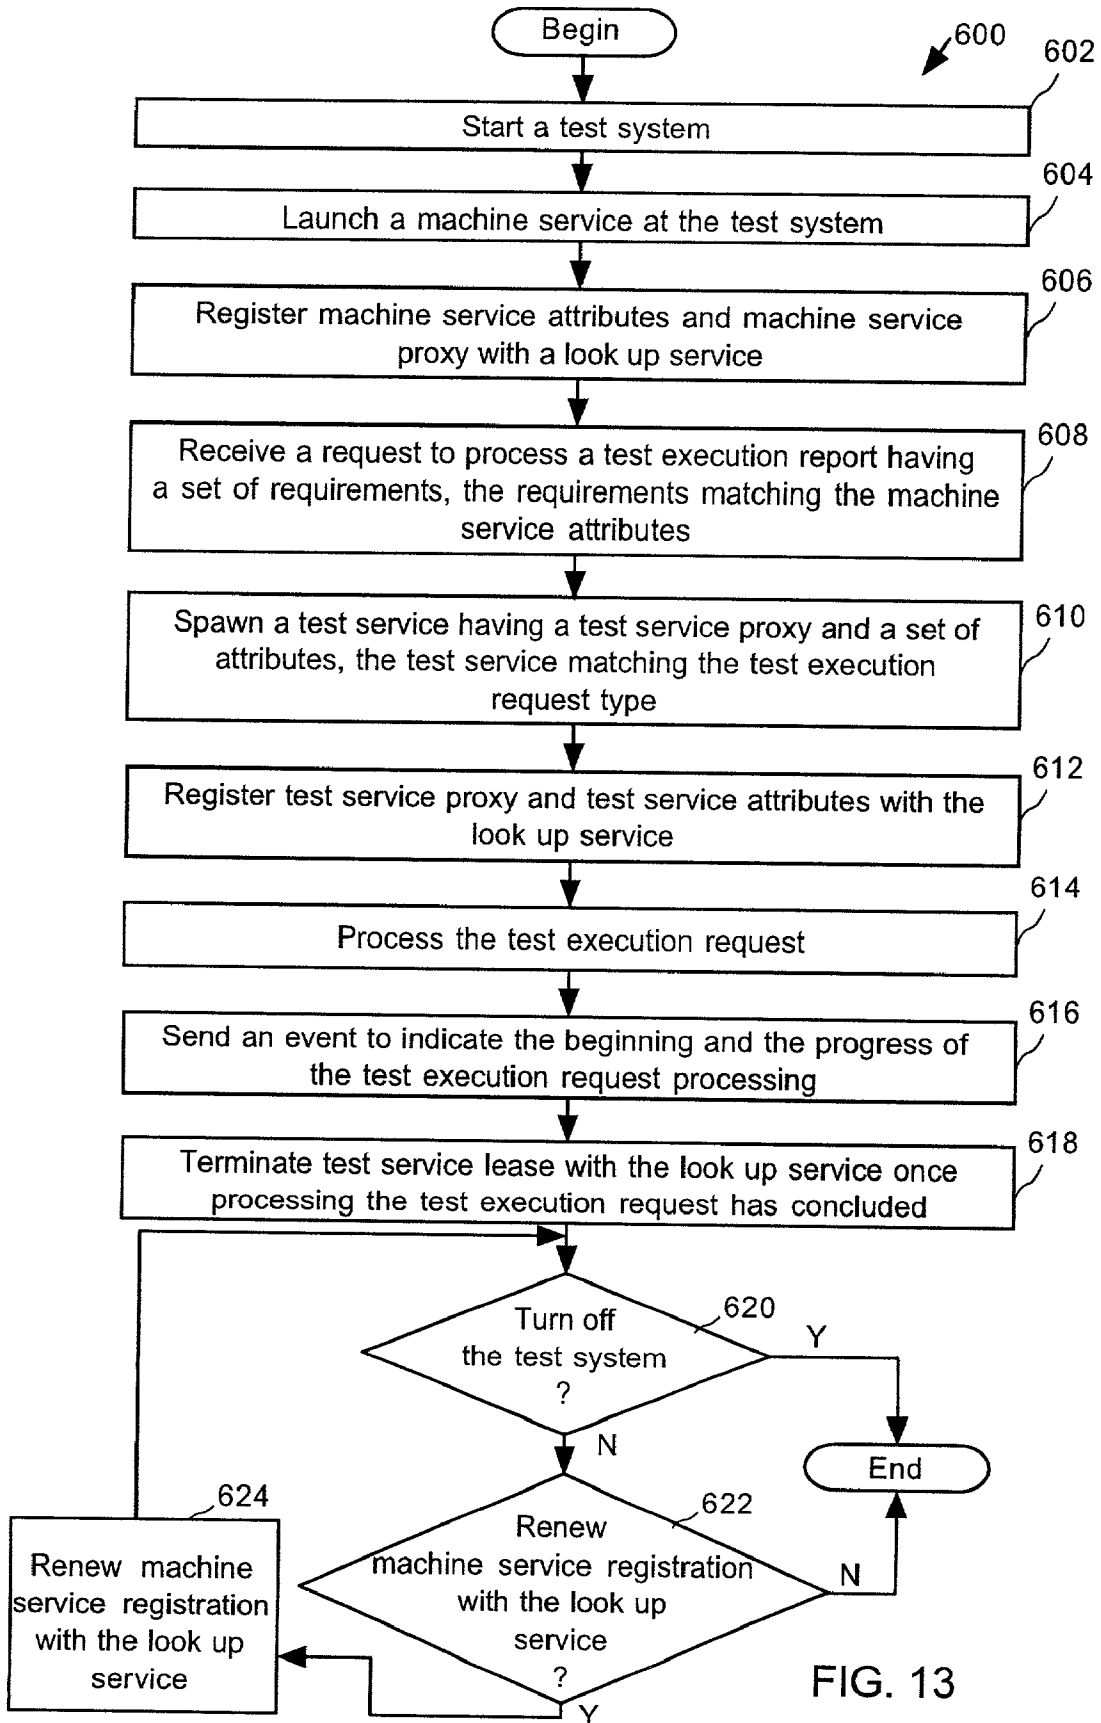 Begin
600
602
Start a test system
604
Launch a machine service at the test system
606
Register machine service attributes and machine service
proxy with a look up service
608
Receive a request to process a test execution report having
a set of requirements, the requirements matching the machine
service attributes
610
Spawn a test service having a test service proxy and a set of
attributes, the test service matching the test execution
request type
612
Register test service proxy and test service attributes with the
look up service
614
Process the test execution request
616
Send an event to indicate the beginning and the progress of
the test execution request processing
618
Terminate test service lease with the look up service once
processing the test execution request has concluded
620
Turn off
the test system
?
Y
N
End
622
Renew
machine service registration
with the look up
service
?
N
Y
624
Renew machine
service registration
with the look up
service
FIG. 13